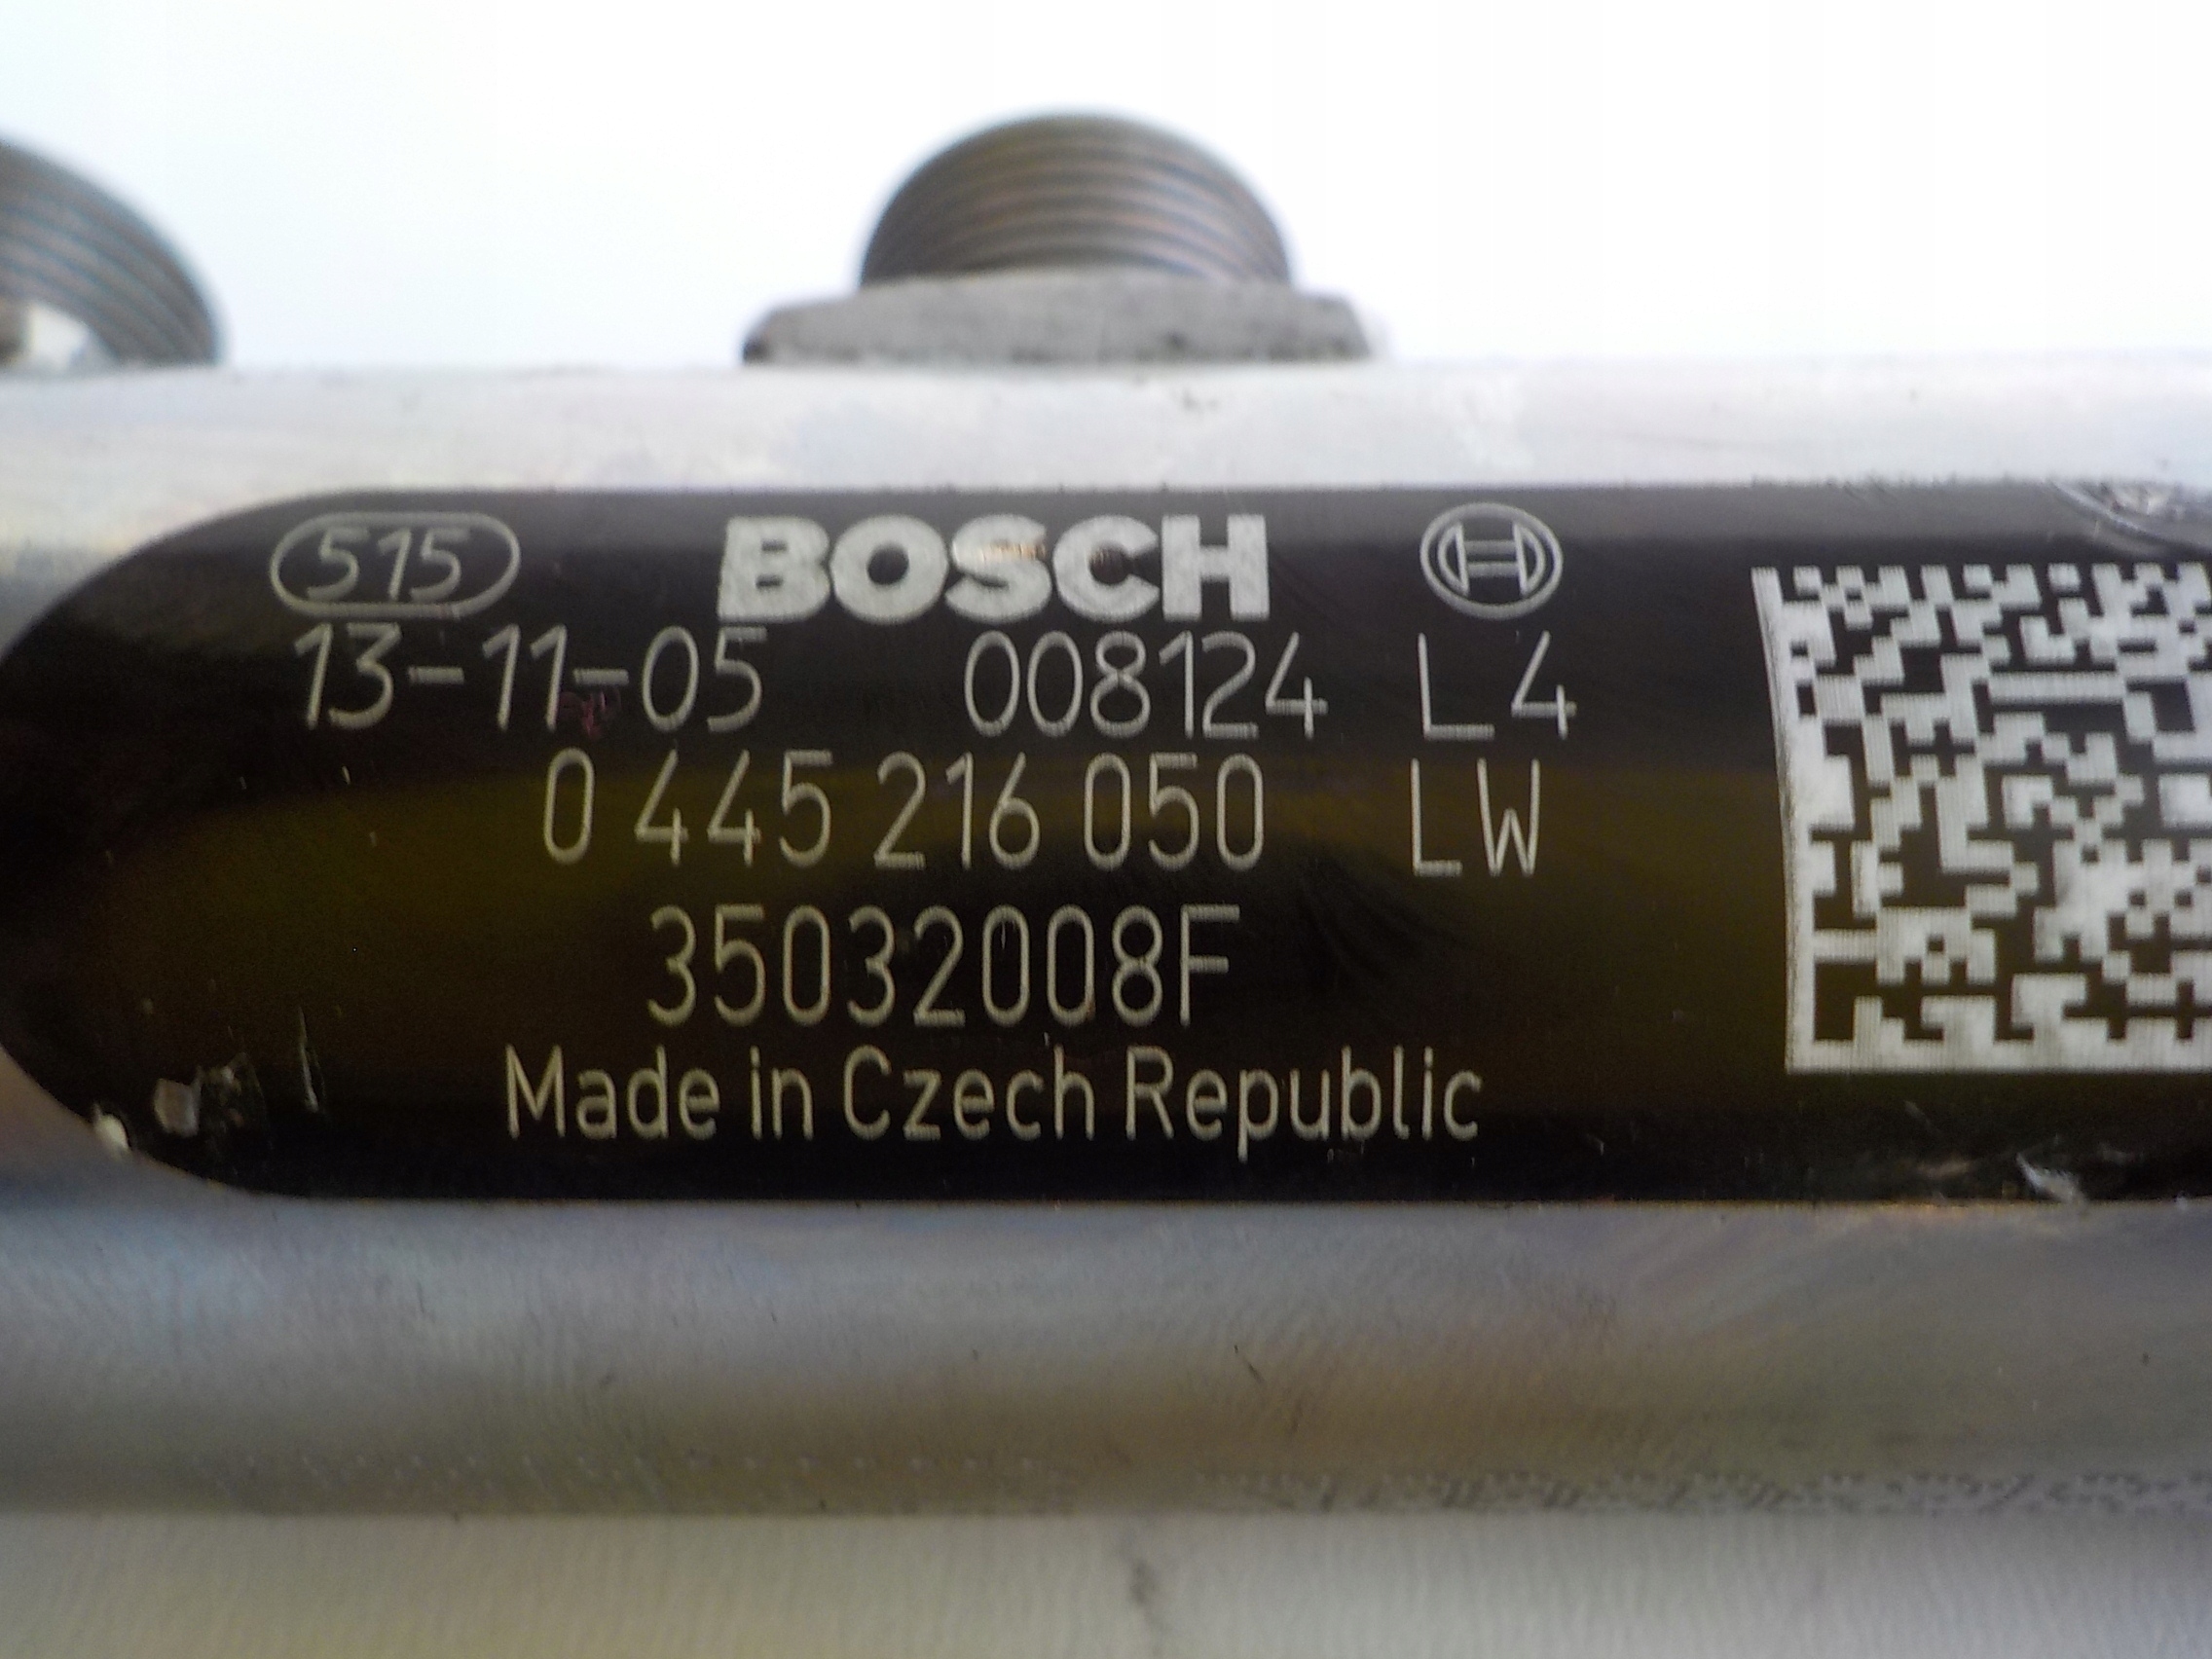 515 BOSCH
13-11-05 008124 L4
0 445 216 050 LW
35032008F
Made in Czech Republic